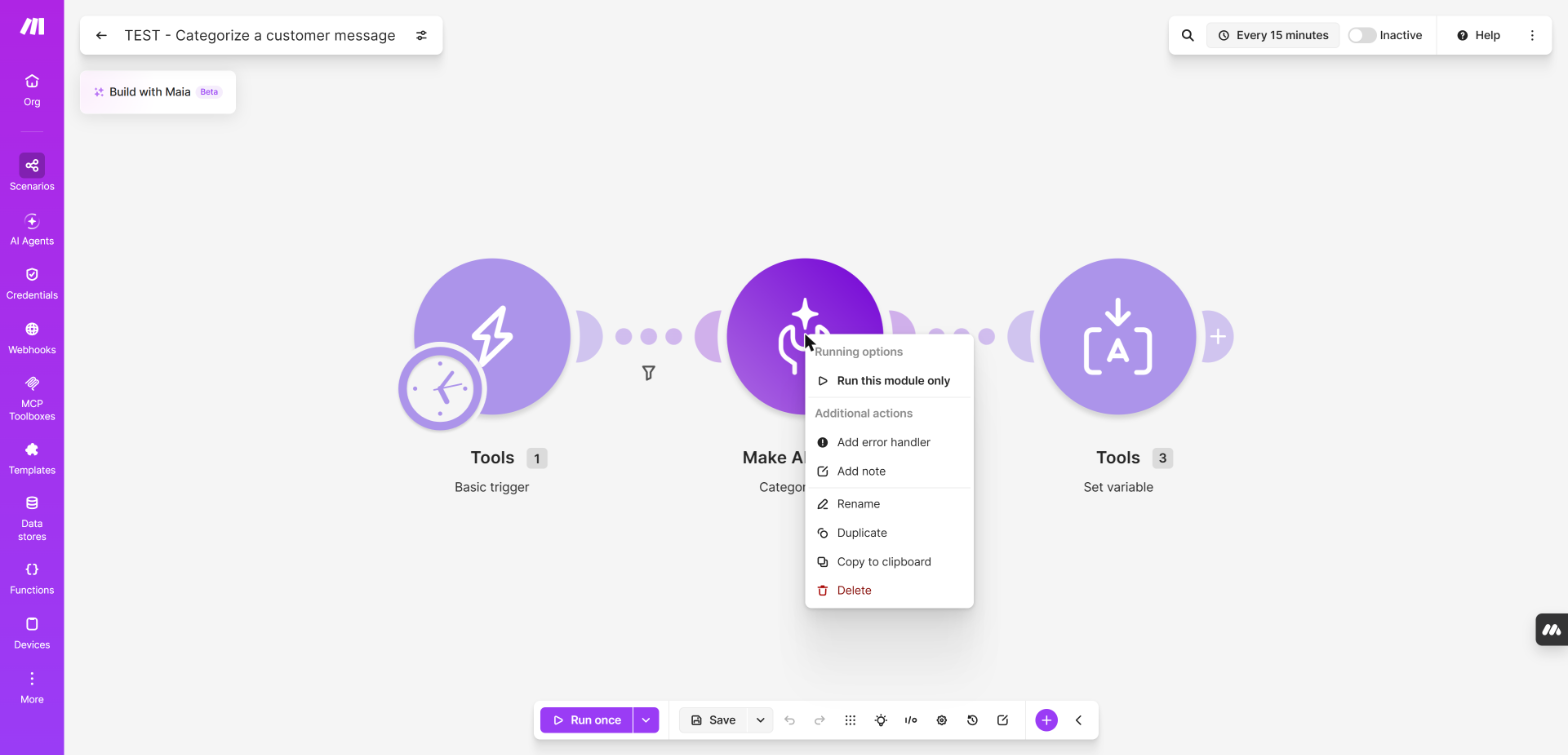 TEST - Categorize a customer message
Every 15 minutes
Inactive
Help
Build with Maia Beta
Org
Scenarios
AI Agents
Credentials
Webhooks
MCP
Toolboxes
Templates
Data
stores
Functions
Devices
More
A
Running options
Run this module only
Additional actions
Add error handler
Add note
Rename
Duplicate
Copy to clipboard
Delete
Tools 1
Basic trigger
Make AI
Categor
Tools 3
Set variable
Run once
Save